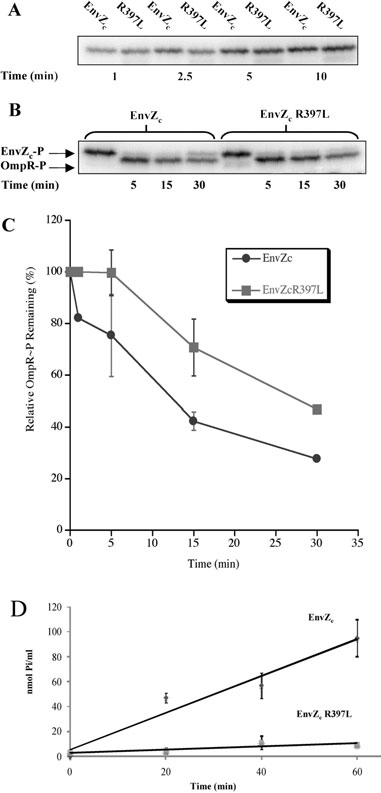 A
EnvZc R397L EnvZc R397L EnvZc R397L EnvZc R397L
Time (min) 1 2.5 5 10
B
EnvZc EnvZc R397L
EnvZc-P
OmpR-P
Time (min) 5 15 30 5 15 30
C
120
100
80
60
40
20
0
Relative OmpR~P Remaining (%)
EnvZc
EnvZcR397L
0 5 10 15 20 25 30 35
Time (min)
D
120
100
80
60
40
20
0
nmol Pi/ml
EnvZc
EnvZc R397L
0 20 40 60
Time (min)